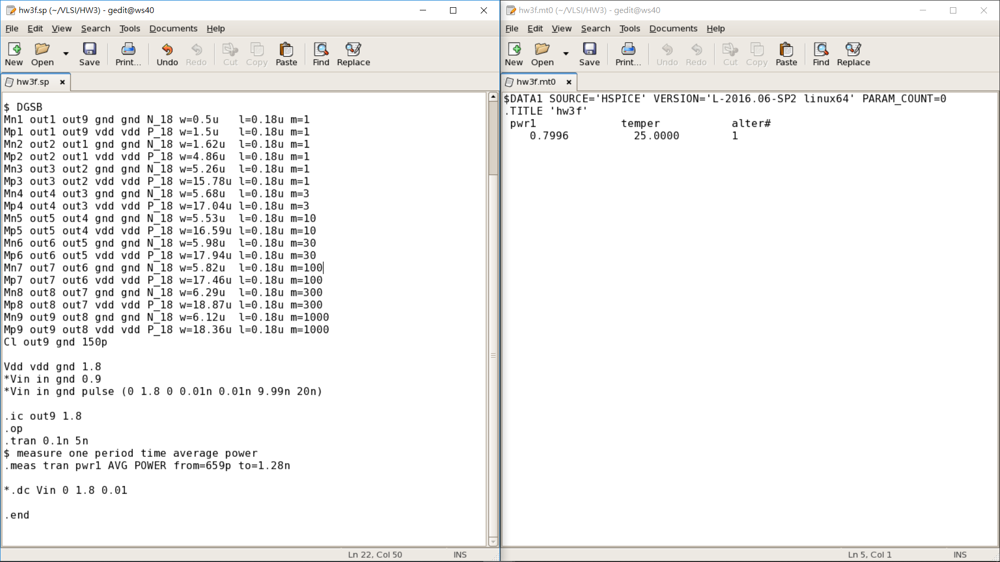 hw3f.sp (~/VLSI/HW3) - gedit@ws40
File Edit View Search Tools Documents Help
New Open Save Print... Undo Redo Cut Copy Paste Find Replace
hw3f.sp
$ DGSB
Mn1 out1 out9 gnd gnd N_18 w=0.5u   l=0.18u m=1
Mp1 out1 out9 vdd vdd P_18 w=1.5u   l=0.18u m=1
Mn2 out2 out1 gnd gnd N_18 w=1.62u  l=0.18u m=1
Mp2 out2 out1 vdd vdd P_18 w=4.86u  l=0.18u m=1
Mn3 out3 out2 gnd gnd N_18 w=5.26u  l=0.18u m=1
Mp3 out3 out2 vdd vdd P_18 w=15.78u l=0.18u m=1
Mn4 out4 out3 gnd gnd N_18 w=5.68u  l=0.18u m=3
Mp4 out4 out3 vdd vdd P_18 w=17.04u l=0.18u m=3
Mn5 out5 out4 gnd gnd N_18 w=5.53u  l=0.18u m=10
Mp5 out5 out4 vdd vdd P_18 w=16.59u l=0.18u m=10
Mn6 out6 out5 gnd gnd N_18 w=5.98u  l=0.18u m=30
Mp6 out6 out5 vdd vdd P_18 w=17.94u l=0.18u m=30
Mn7 out7 out6 gnd gnd N_18 w=5.82u  l=0.18u m=100
Mp7 out7 out6 vdd vdd P_18 w=17.46u l=0.18u m=100
Mn8 out8 out7 gnd gnd N_18 w=6.29u  l=0.18u m=300
Mp8 out8 out7 vdd vdd P_18 w=18.87u l=0.18u m=300
Mn9 out9 out8 gnd gnd N_18 w=6.12u  l=0.18u m=1000
Mp9 out9 out8 vdd vdd P_18 w=18.36u l=0.18u m=1000
Cl out9 gnd 150p
Vdd vdd gnd 1.8
*Vin in gnd 0.9
*Vin in gnd pulse (0 1.8 0 0.01n 0.01n 9.99n 20n)
.ic out9 1.8
.op
.tran 0.1n 5n
$ measure one period time average power
.meas tran pwr1 AVG POWER from=659p to=1.28n
*.dc Vin 0 1.8 0.01
.end
Ln 22, Col 50 INS
hw3f.mt0 (~/VLSI/HW3) - gedit@ws40
File Edit View Search Tools Documents Help
New Open Save Print... Undo Redo Cut Copy Paste Find Replace
hw3f.mt0
$DATA1 SOURCE='HSPICE' VERSION='L-2016.06-SP2 linux64' PARAM_COUNT=0
.TITLE 'hw3f'
pwr1 temper alter#
0.7996 25.0000 1
Ln 5, Col 1 INS